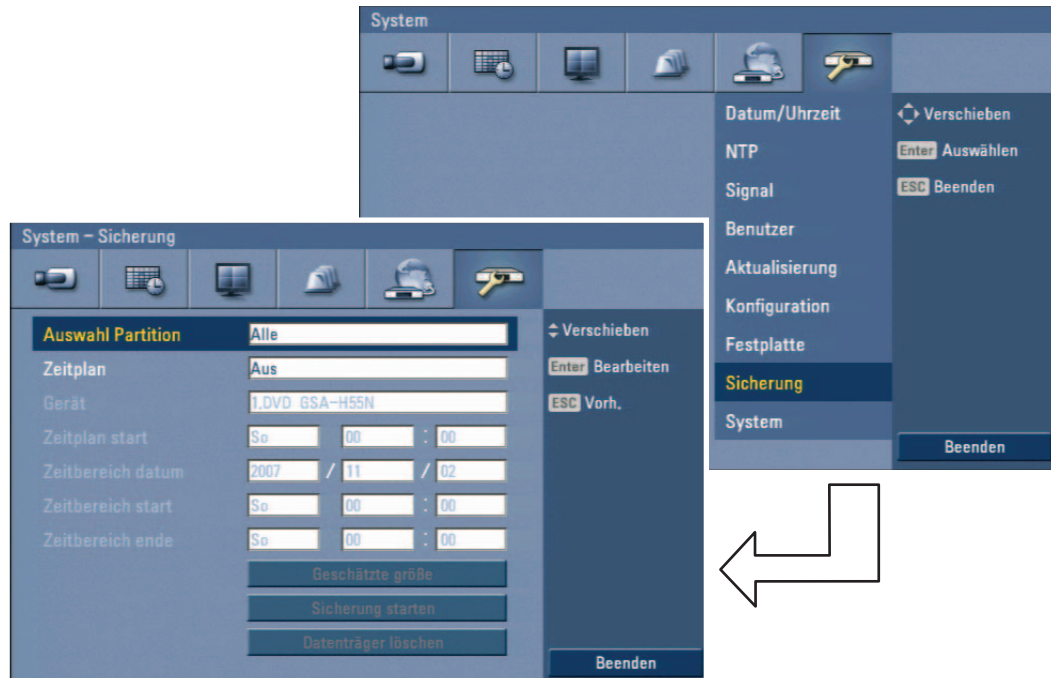 System
Datum/Uhrzeit
NTP
Signal
Benutzer
Aktualisierung
Konfiguration
Festplatte
Sicherung
System
Verschieben
Enter Auswählen
ESC Beenden
Beenden
System – Sicherung
Auswahl Partition Alle
Zeitplan Aus
Gerät 1,DVD GSA-H55N
Zeitplan start So 00 : 00
Zeitbereich datum 2007 / 11 / 02
Zeitbereich start So 00 : 00
Zeitbereich ende So 00 : 00
Geschätzte größe
Sicherung starten
Datenträger löschen
Verschieben
Enter Bearbeiten
ESC Vorh.
Beenden